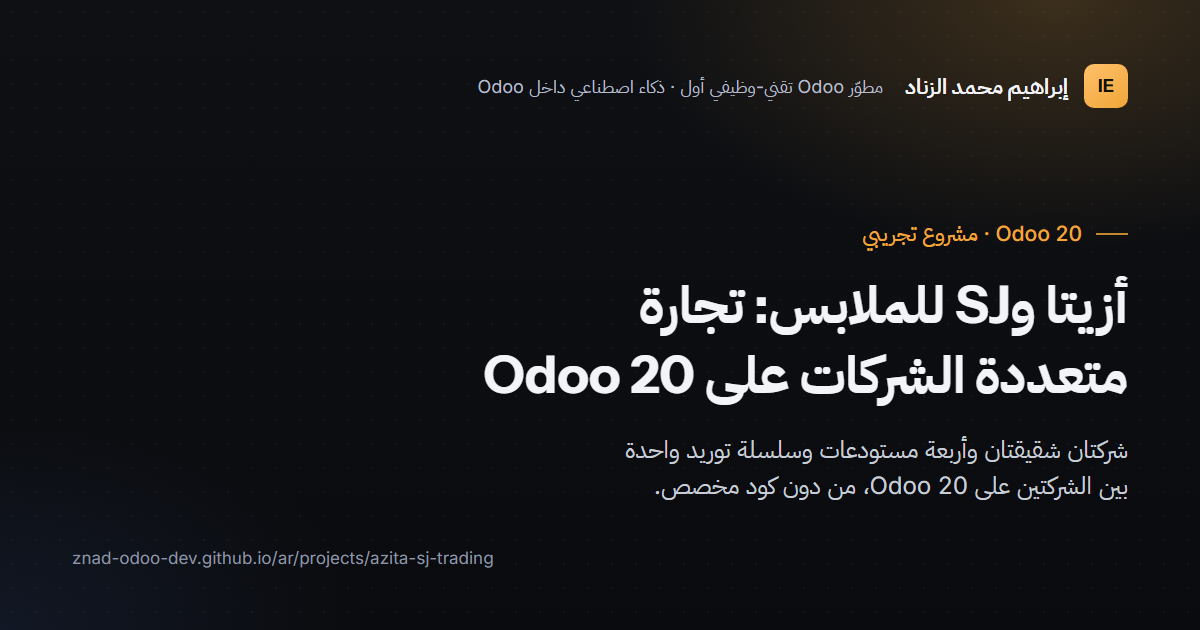 IE
إبراهيم محمد الزناد
مطوّر Odoo تقني-وظيفي أول · ذكاء اصطناعي داخل Odoo
Odoo 20 · مشروع تجريبي
أزيتا وSJ للملابس: تجارة
متعددة الشركات على Odoo 20
شركتان شقيقتان وأربعة مستودعات وسلسلة توريد واحدة
بين الشركتين على Odoo 20، من دون كود مخصص.
znad-odoo-dev.github.io/ar/projects/azita-sj-trading